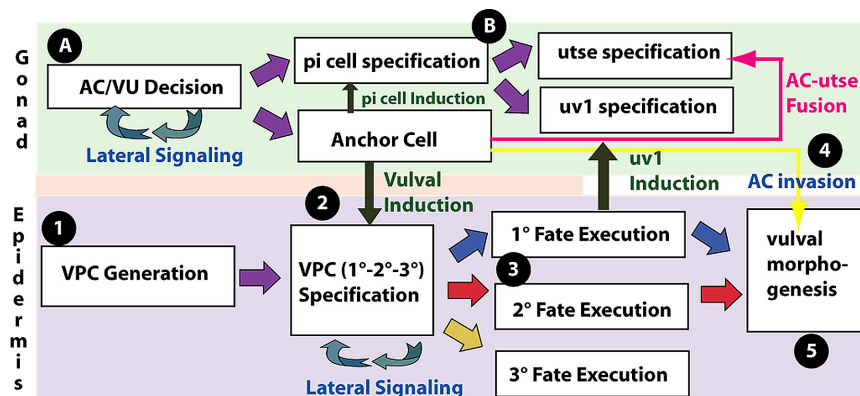 Gonad
A
AC/VU Decision
Lateral Signaling
pi cell specification
B
pi cell Induction
Anchor Cell
utse specification
uv1 specification
AC-utse
Fusion
4
AC invasion
uv1
Induction
Vulval
Induction
Epidermis
1
VPC Generation
2
VPC (1°-2°-3°)
Specification
Lateral Signaling
1° Fate Execution
3
2° Fate Execution
3° Fate Execution
vulval
morpho-
genesis
5